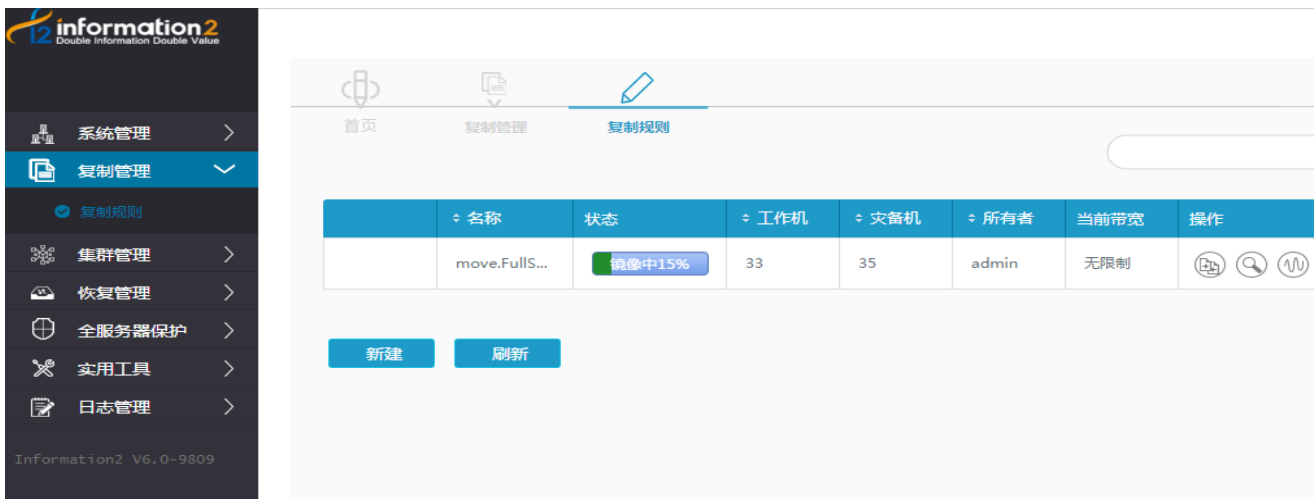 information2
Double Information Double Value
系统管理
复制管理
复制规则
集群管理
恢复管理
全服务器保护
实用工具
日志管理
Information2 V6.0-9809
首页
复制管理
复制规则
名称 状态 工作机 灾备机 所有者 当前带宽 操作
move.FullS... 镜像中15% 33 35 admin 无限制
新建 刷新